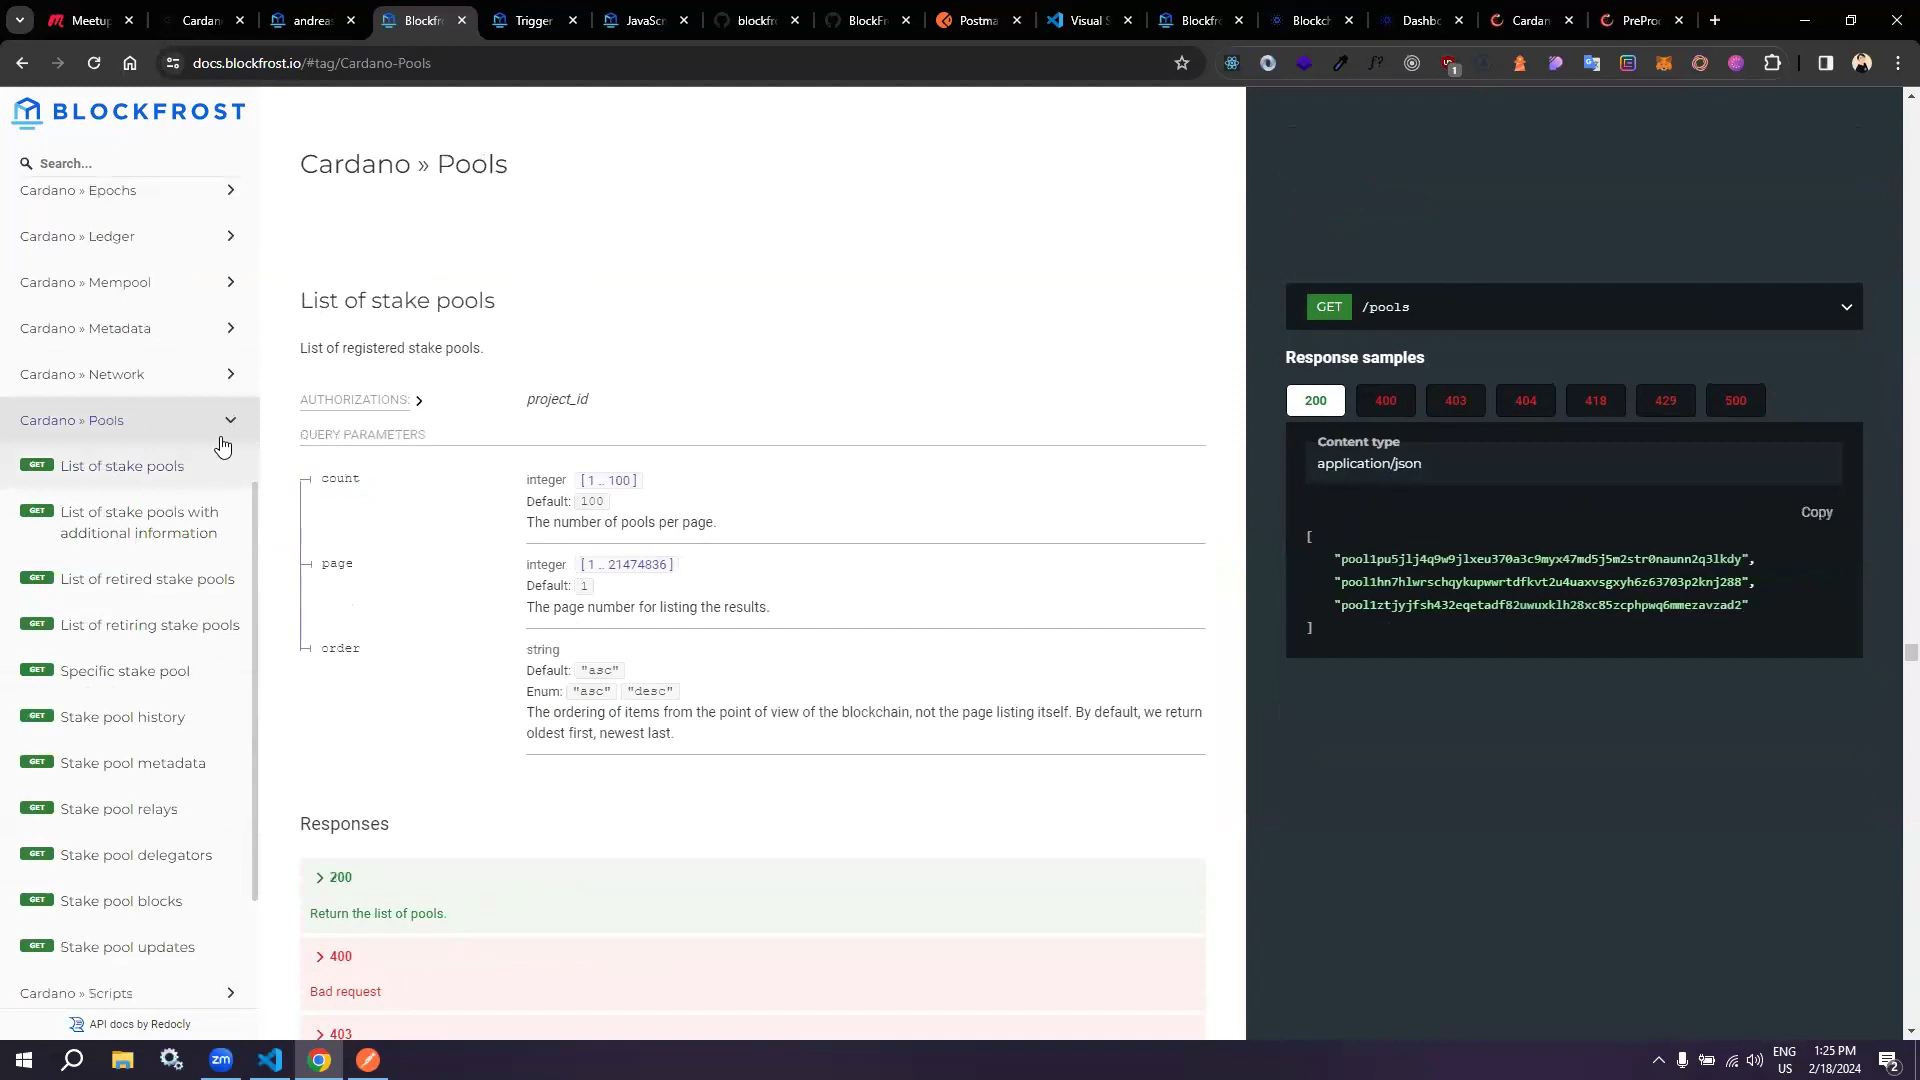 Meetup
Cardan
andreas
Blockfr
Trigger
JavaScr
blockfr
BlockFr
Postma
Visual S
Blockfr
Blockch
Dashbo
Cardan
PrePro
docs.blockfrost.io/#tag/Cardano-Pools
1
BLOCKFROST
Search...
Cardano » Epochs
Cardano » Ledger
Cardano » Mempool
Cardano » Metadata
Cardano » Network
Cardano » Pools
GET List of stake pools
GET List of stake pools with
additional information
GET List of retired stake pools
GET List of retiring stake pools
GET Specific stake pool
GET Stake pool history
GET Stake pool metadata
GET Stake pool relays
GET Stake pool delegators
GET Stake pool blocks
GET Stake pool updates
Cardano » Scripts
API docs by Redocly
Cardano » Pools
List of stake pools
List of registered stake pools.
AUTHORIZATIONS: project_id
QUERY PARAMETERS
count integer [ 1 .. 100 ]
Default: 100
The number of pools per page.
page integer [ 1 .. 21474836 ]
Default: 1
The page number for listing the results.
order string
Default: "asc"
Enum: "asc" "desc"
The ordering of items from the point of view of the blockchain, not the page listing itself. By default, we return
oldest first, newest last.
Responses
200
Return the list of pools.
400
Bad request
403
GET /pools
Response samples
200 400 403 404 418 429 500
Content type
application/json
Copy
[
"pool1pu5jlj4q9w9jlxeu370a3c9myx47md5j5m2str0naunn2q3lkdy",
"pool1hn7hlwrschqykupwwrtdfkvt2u4uaxvsgxyh6z63703p2knj288",
"pool1ztjyjfsh432eqetadf82uwuxklh28xc85zcphpwq6mmezavzad2"
]
zm
ENG
US
1:25 PM
2/18/2024
2